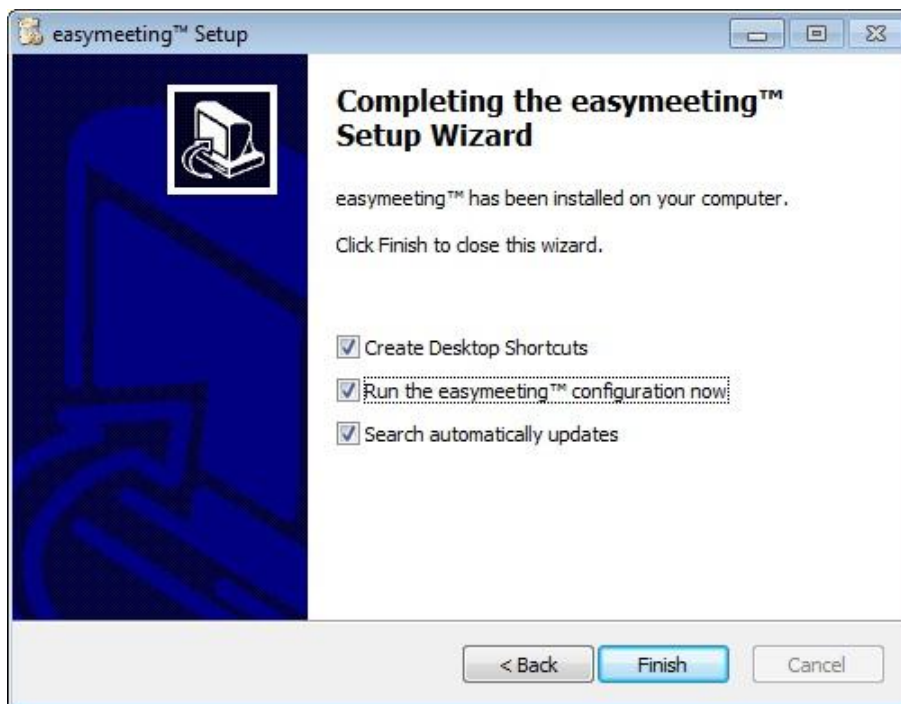 easymeeting™ Setup
Completing the easymeeting™
Setup Wizard
easymeeting™ has been installed on your computer.
Click Finish to close this wizard.
Create Desktop Shortcuts
Run the easymeeting™ configuration now
Search automatically updates
< Back
Finish
Cancel